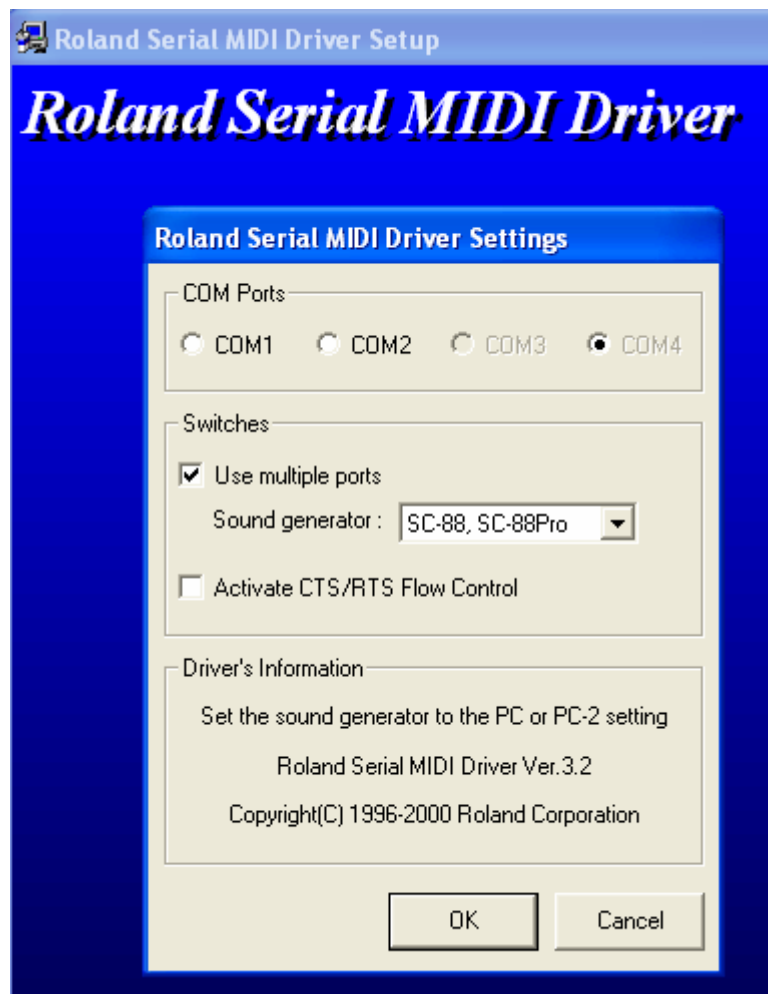 Roland Serial MIDI Driver Setup
Roland Serial MIDI Driver
Roland Serial MIDI Driver Settings
COM Ports
COM1 COM2 COM3 COM4
Switches
Use multiple ports
Sound generator : SC-88, SC-88Pro
Activate CTS/RTS Flow Control
Driver's Information
Set the sound generator to the PC or PC-2 setting
Roland Serial MIDI Driver Ver.3.2
Copyright(C) 1996-2000 Roland Corporation
OK Cancel